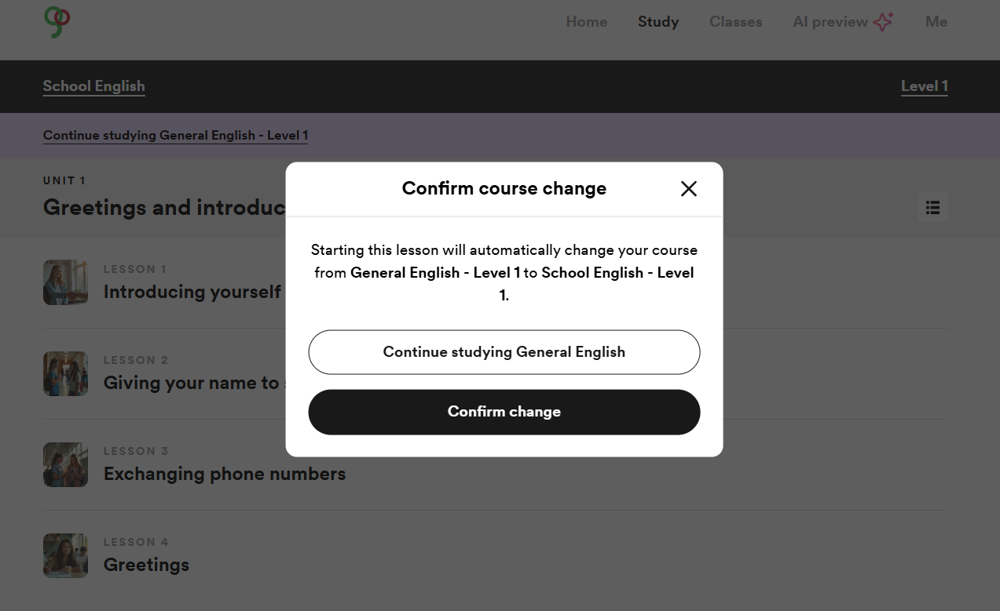 Home Study Classes AI preview Me
School English Level 1
Continue studying General English - Level 1
UNIT 1
Greetings and introduc
Confirm course change
Starting this lesson will automatically change your course
from General English - Level 1 to School English - Level
1.
Continue studying General English
Confirm change
LESSON 1
Introducing yourself
LESSON 2
Giving your name to
LESSON 3
Exchanging phone numbers
LESSON 4
Greetings